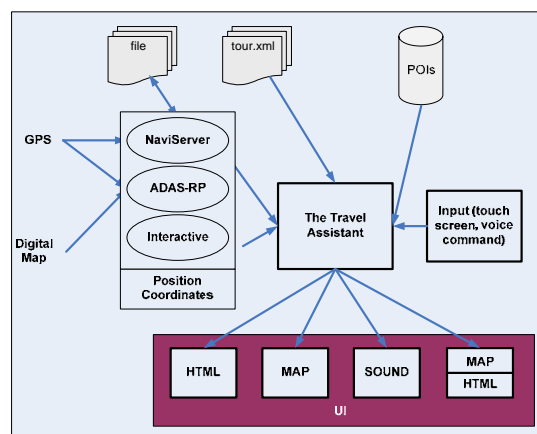 file
tour.xml
POIs
GPS
NaviServer
ADAS-RP
Interactive
Digital
Map
Position
Coordinates
The Travel
Assistant
Input (touch
screen, voice
command)
HTML
MAP
SOUND
MAP
HTML
UI